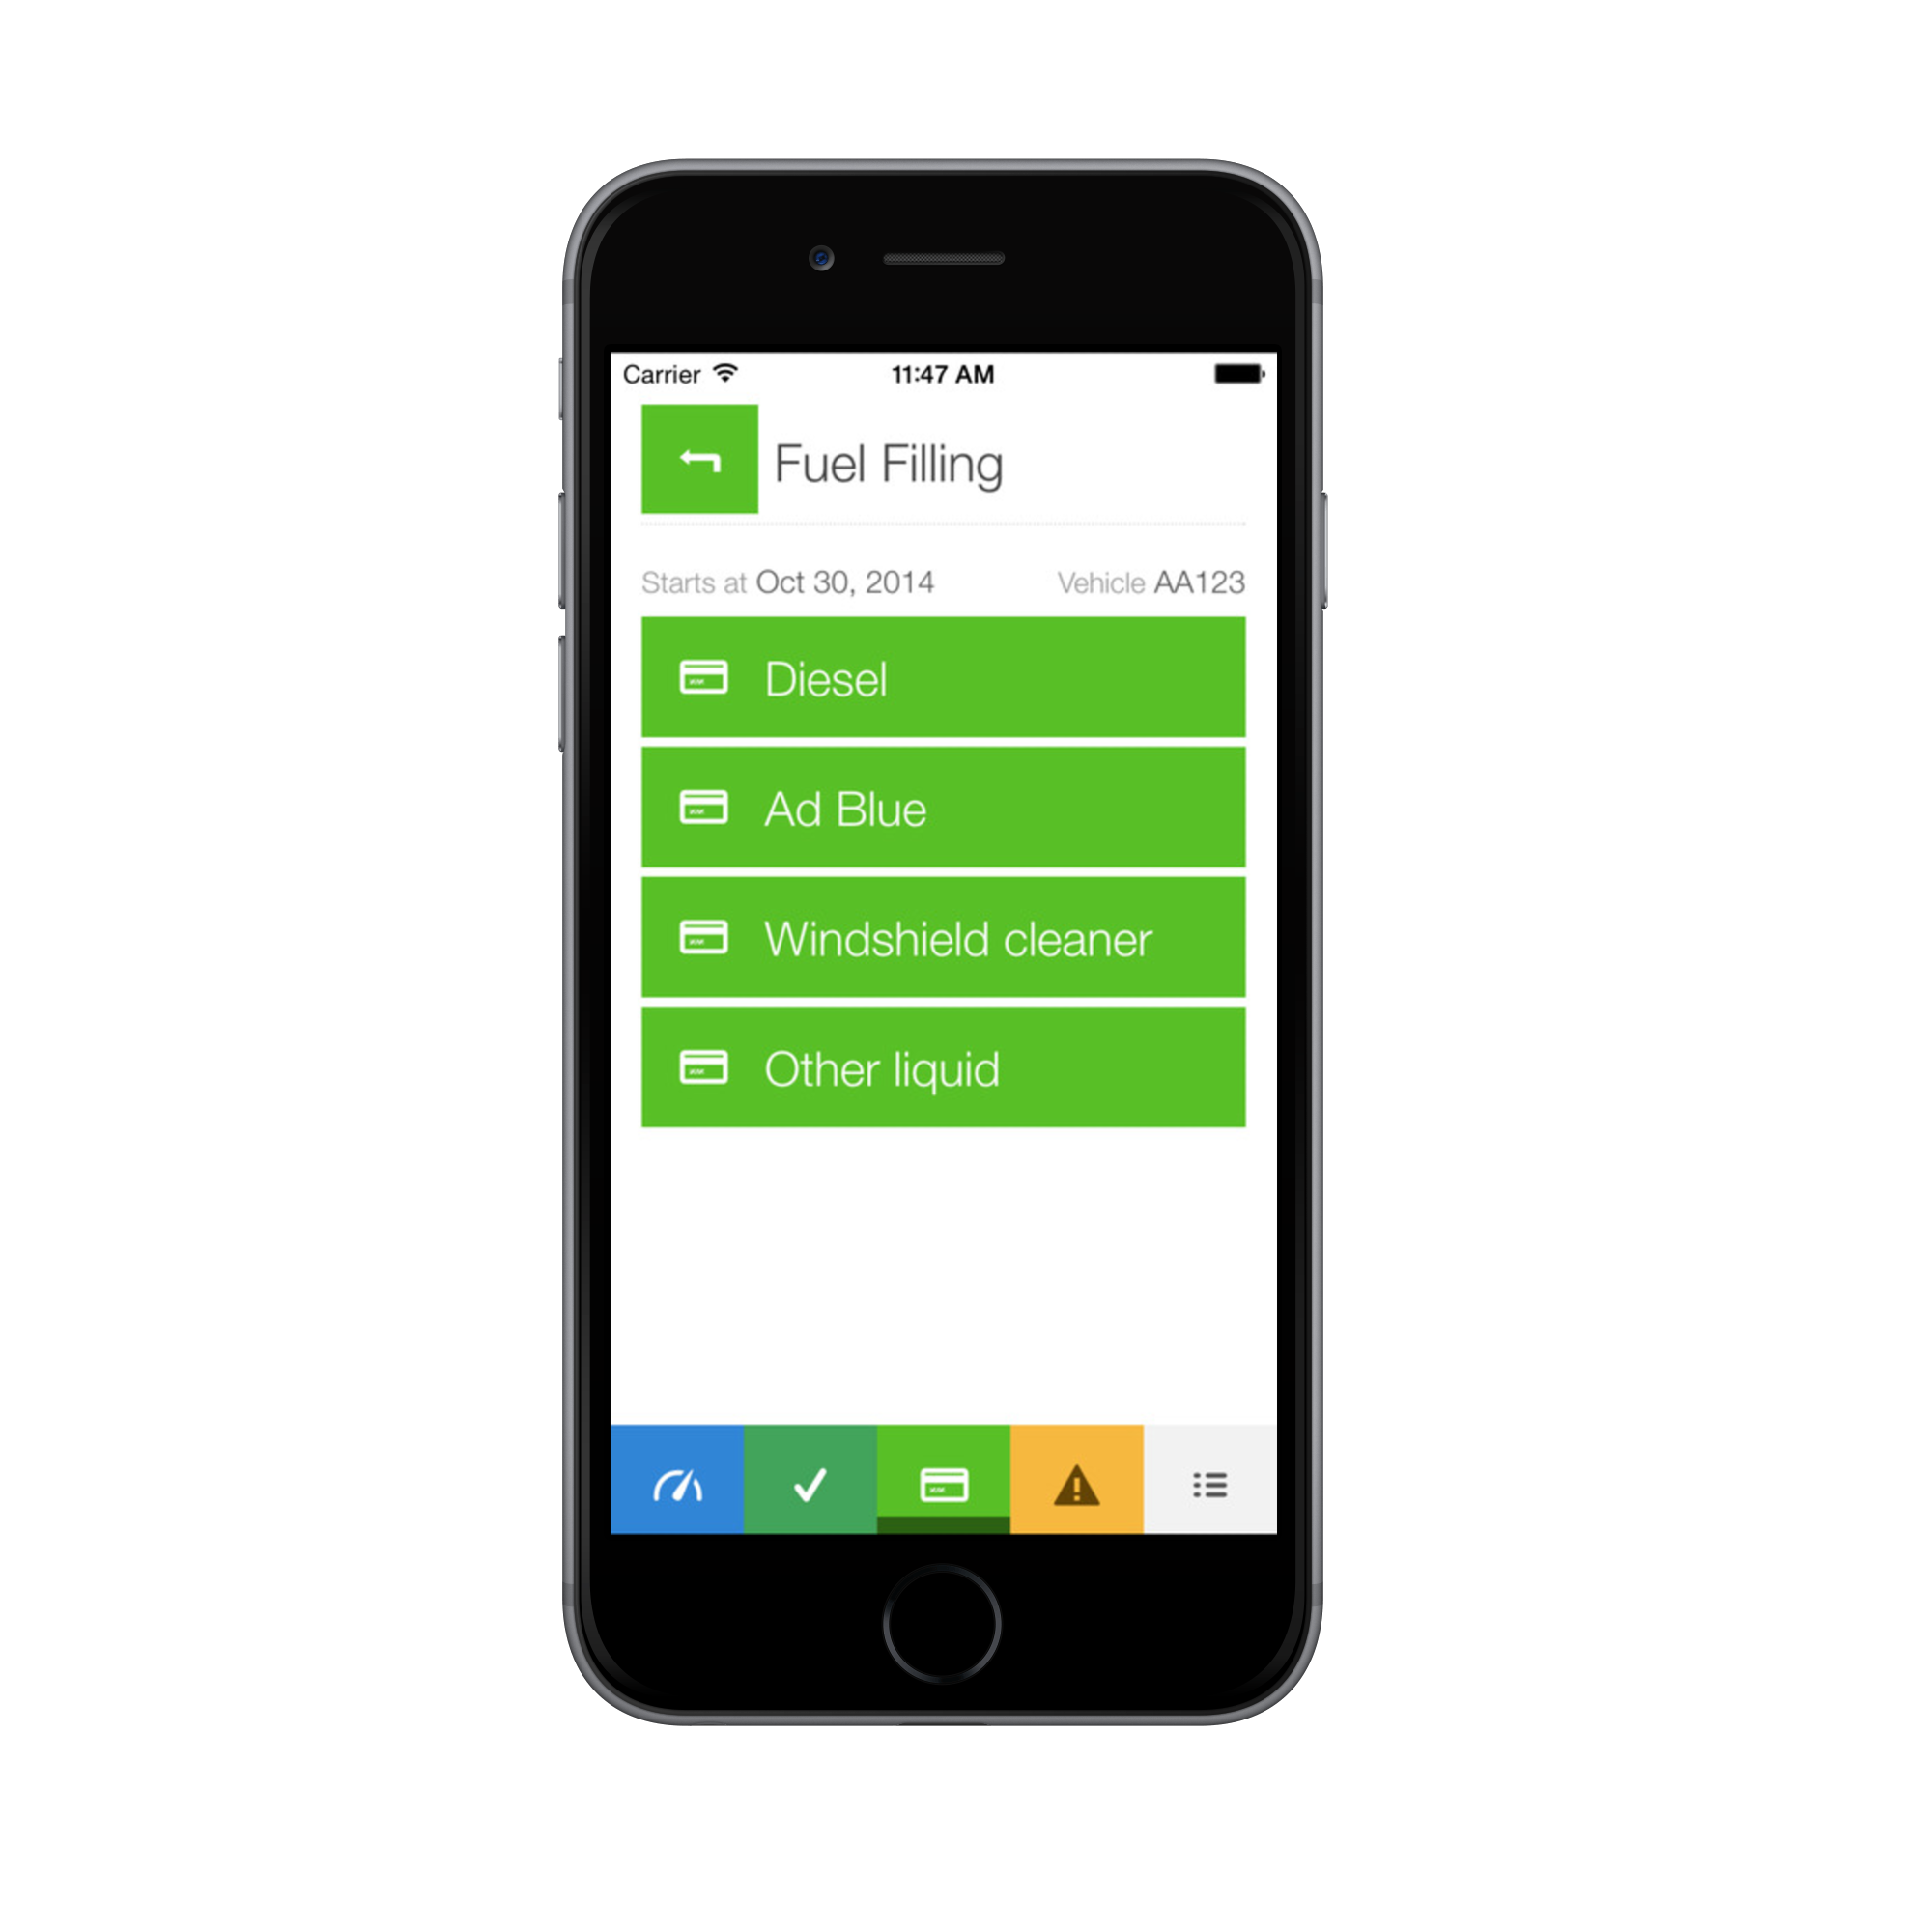 Carrier 11:47 AM
Fuel Filling
Starts at Oct 30, 2014 Vehicle AA123
Diesel
Ad Blue
Windshield cleaner
Other liquid